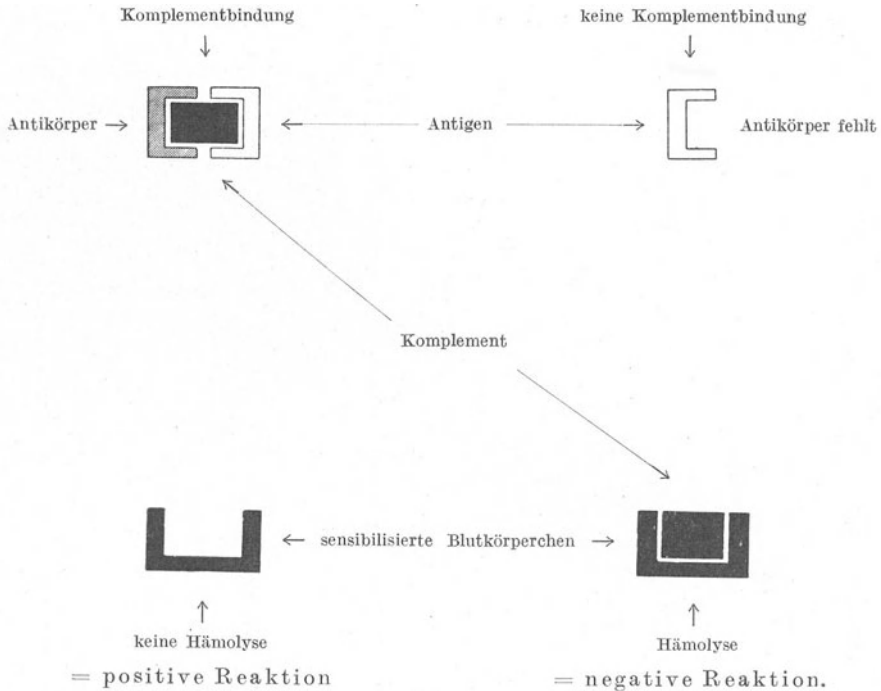 Komplementbindung
keine Komplementbindung
Antikörper
Antigen
Antikörper fehlt
Komplement
sensibilisierte Blutkörperchen
keine Hämolyse
Hämolyse
= positive Reaktion
= negative Reaktion.